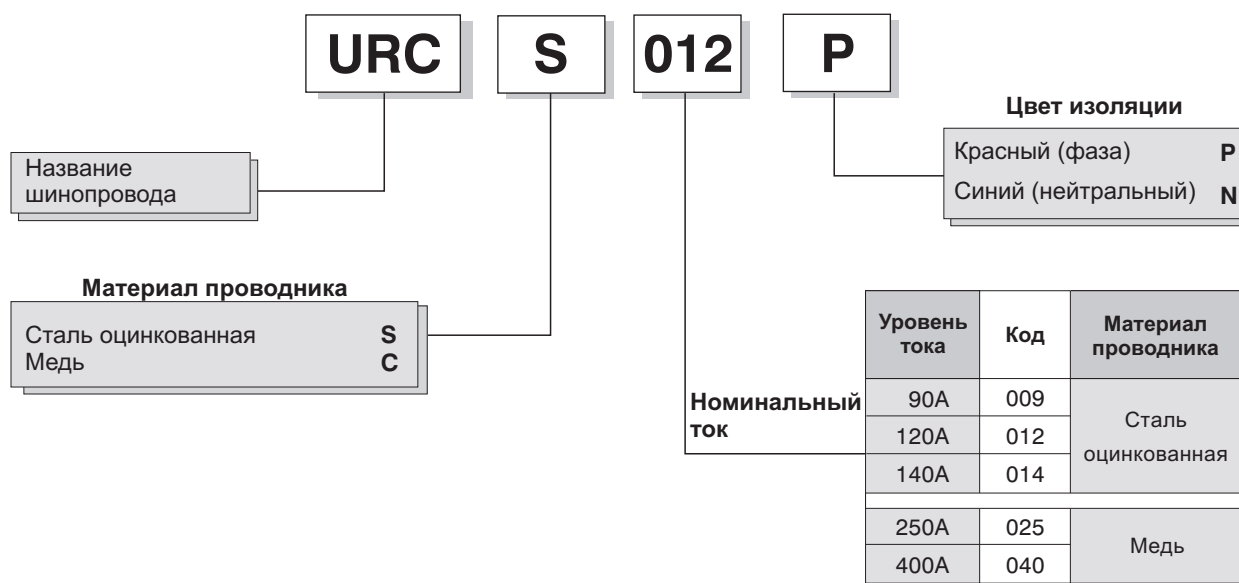 URC S 012 P
Цвет изоляции
Красный (фаза) P
Синий (нейтральный) N
Название
шинопровода
Материал проводника
Сталь оцинкованная S
Медь C
Номинальный
ток
Уровень
тока
Код
Материал
проводника
90A 009
120A 012
140A 014
Сталь
оцинкованная
250A 025
400A 040
Медь